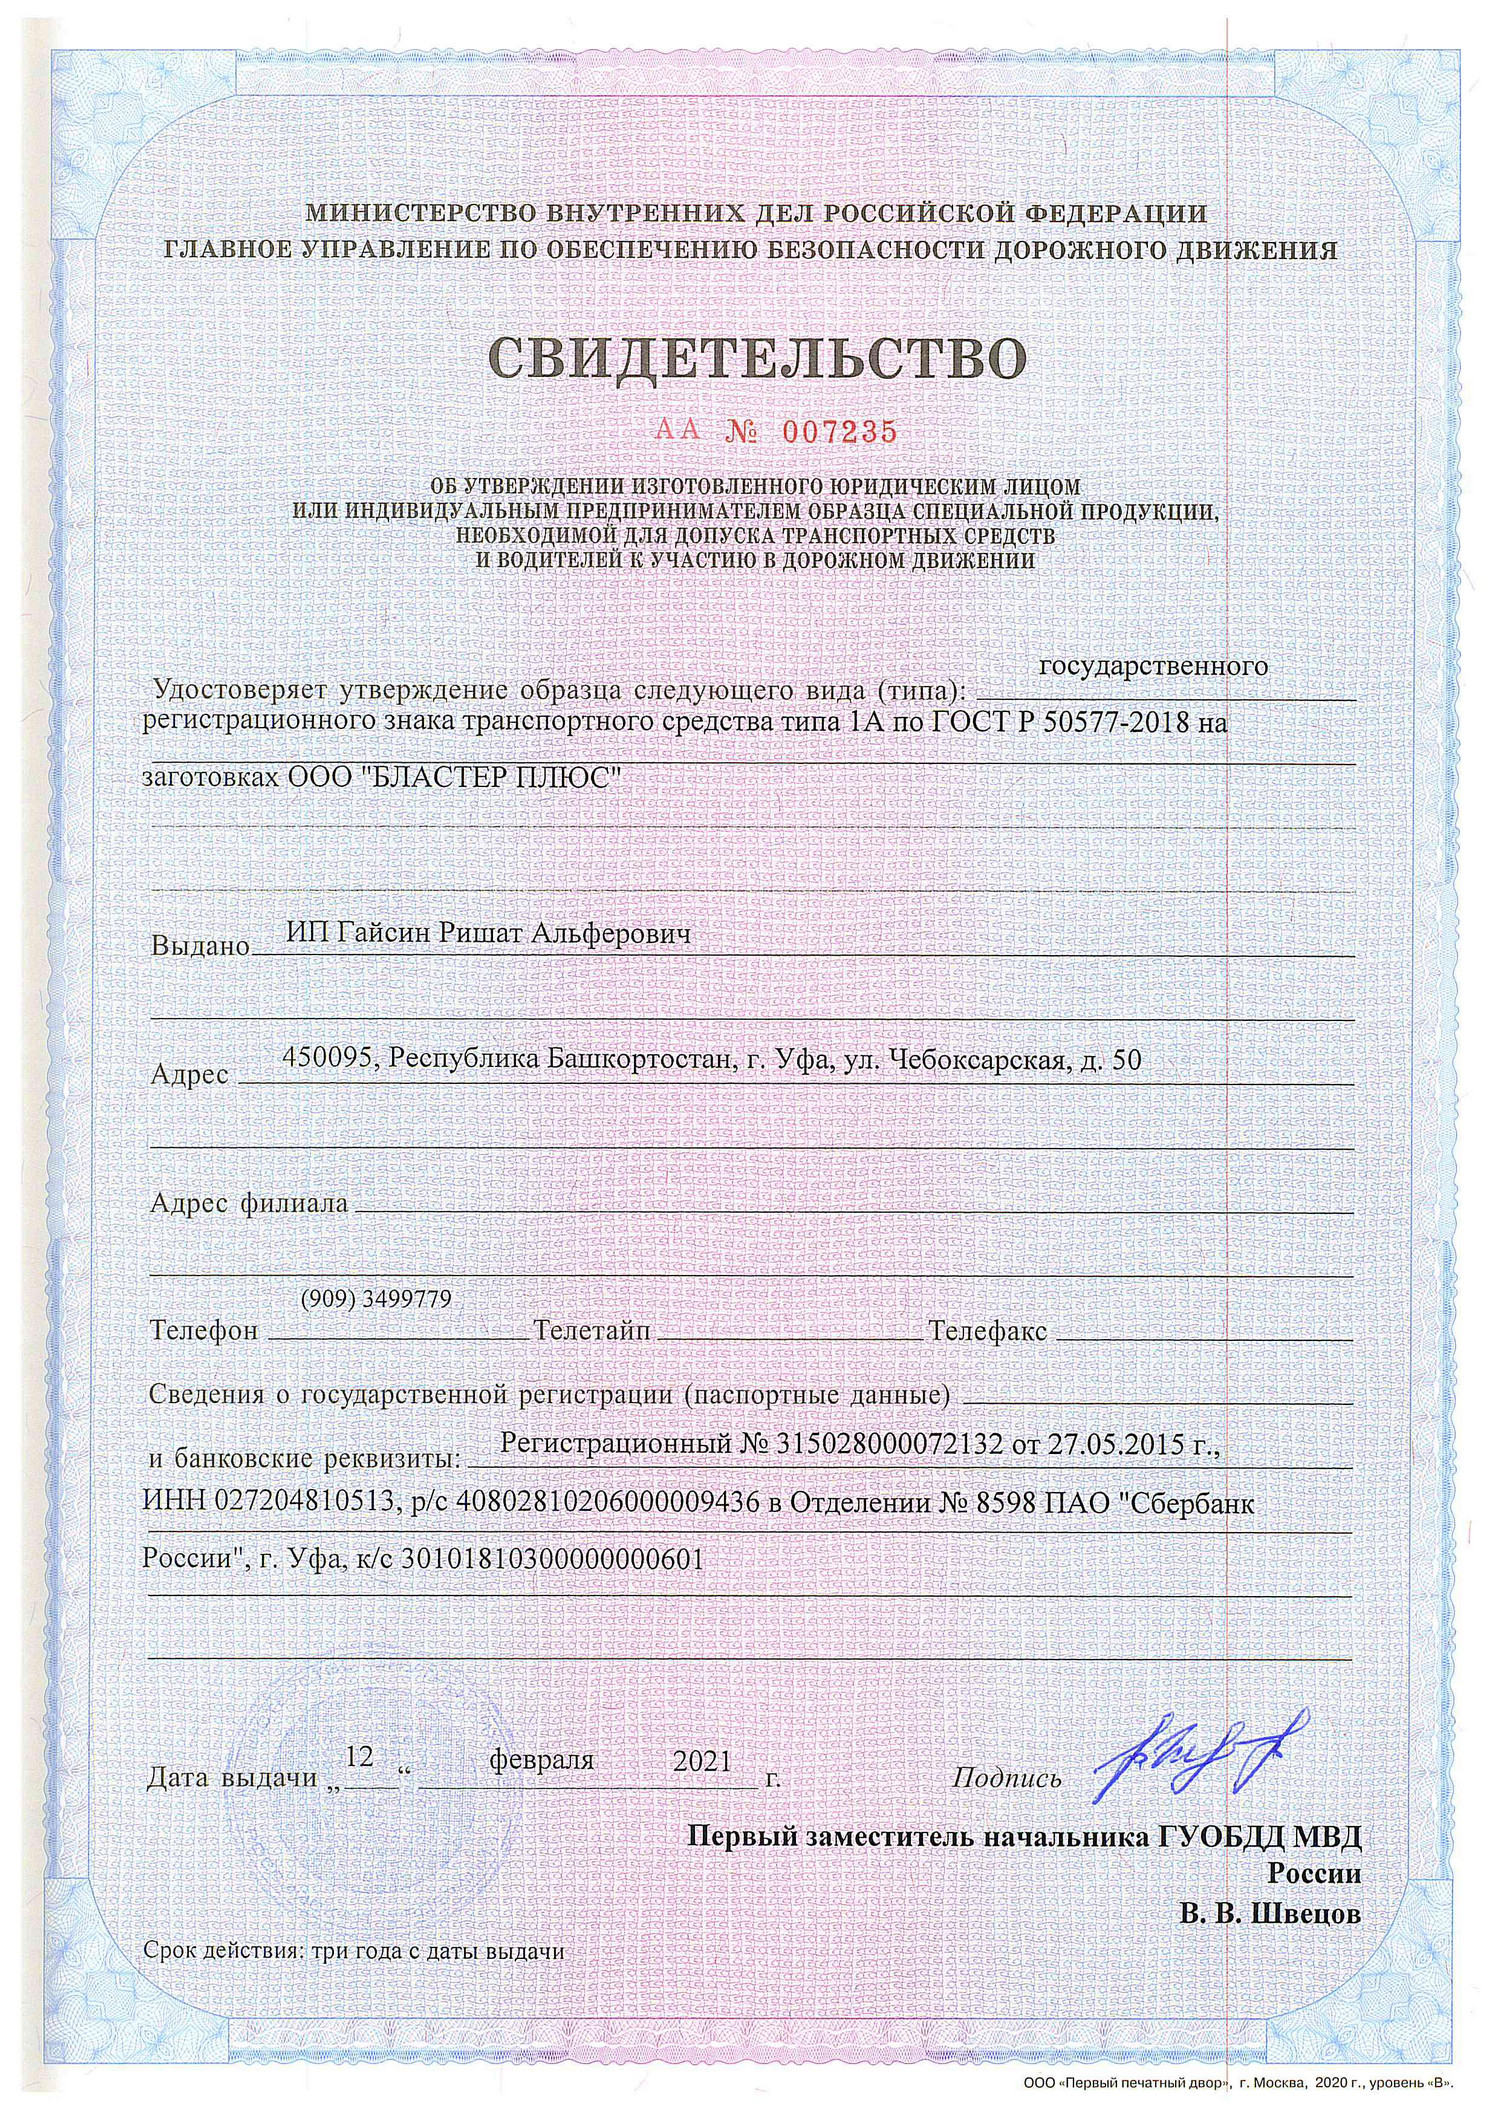 МИНИСТЕРСТВО ВНУТРЕННИХ ДЕЛ РОССИЙСКОЙ ФЕДЕРАЦИИ
ГЛАВНОЕ УПРАВЛЕНИЕ ПО ОБЕСПЕЧЕНИЮ БЕЗОПАСНОСТИ ДОРОЖНОГО ДВИЖЕНИЯ
СВИДЕТЕЛЬСТВО
АА № 007235
ОБ УТВЕРЖДЕНИИ ИЗГОТОВЛЕННОГО ЮРИДИЧЕСКИМ ЛИЦОМ
ИЛИ ИНДИВИДУАЛЬНЫМ ПРЕДПРИНИМАТЕЛЕМ ОБРАЗЦА СПЕЦИАЛЬНОЙ ПРОДУКЦИИ,
НЕОБХОДИМОЙ ДЛЯ ДОПУСКА ТРАНСПОРТНЫХ СРЕДСТВ
И ВОДИТЕЛЕЙ К УЧАСТИЮ В ДОРОЖНОМ ДВИЖЕНИИ
Удостоверяет утверждение образца следующего вида (типа): государственного
регистрационного знака транспортного средства типа 1А по ГОСТ Р 50577-2018 на
заготовках ООО "БЛАСТЕР ПЛЮС"
Выдано ИП Гайсин Ришат Альферович
Адрес 450095, Республика Башкортостан, г. Уфа, ул. Чебоксарская, д. 50
Адрес филиала
(909) 3499779
Телефон Телетайп Телефакс
Сведения о государственной регистрации (паспортные данные)
и банковские реквизиты: Регистрационный № 315028000072132 от 27.05.2015 г.,
ИНН 027204810513, р/с 40802810206000009436 в Отделении № 8598 ПАО "Сбербанк
России", г. Уфа, к/с 30101810300000000601
Дата выдачи „12“ февраля 2021 г. Подпись
Первый заместитель начальника ГУОБДД МВД
России
В. В. Швецов
Срок действия: три года с даты выдачи
ООО «Первый печатный двор», г. Москва, 2020 г., уровень «В».